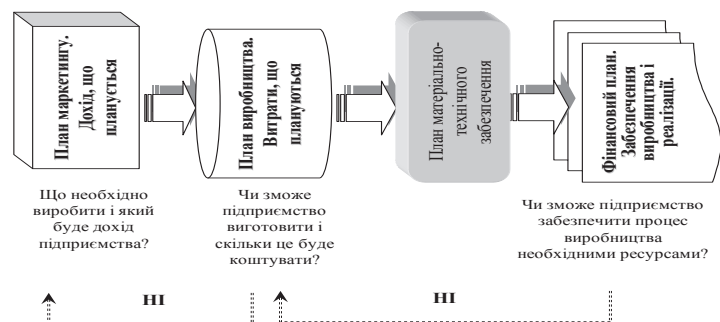 План маркетингу.
Дохід, що
планується
План виробництва.
Витрати, що
плануються
План матеріально-
технічного
забезпечення
Фінансовий план.
Забезпечення
виробництва і
реалізації.
Що необхідно
виробити і який
буде дохід
підприємства?
Чи зможе
підприємство
виготовити і
скільки це буде
коштувати?
Чи зможе підприємство
забезпечити процес
виробництва
необхідними ресурсами?
НІ
НІ